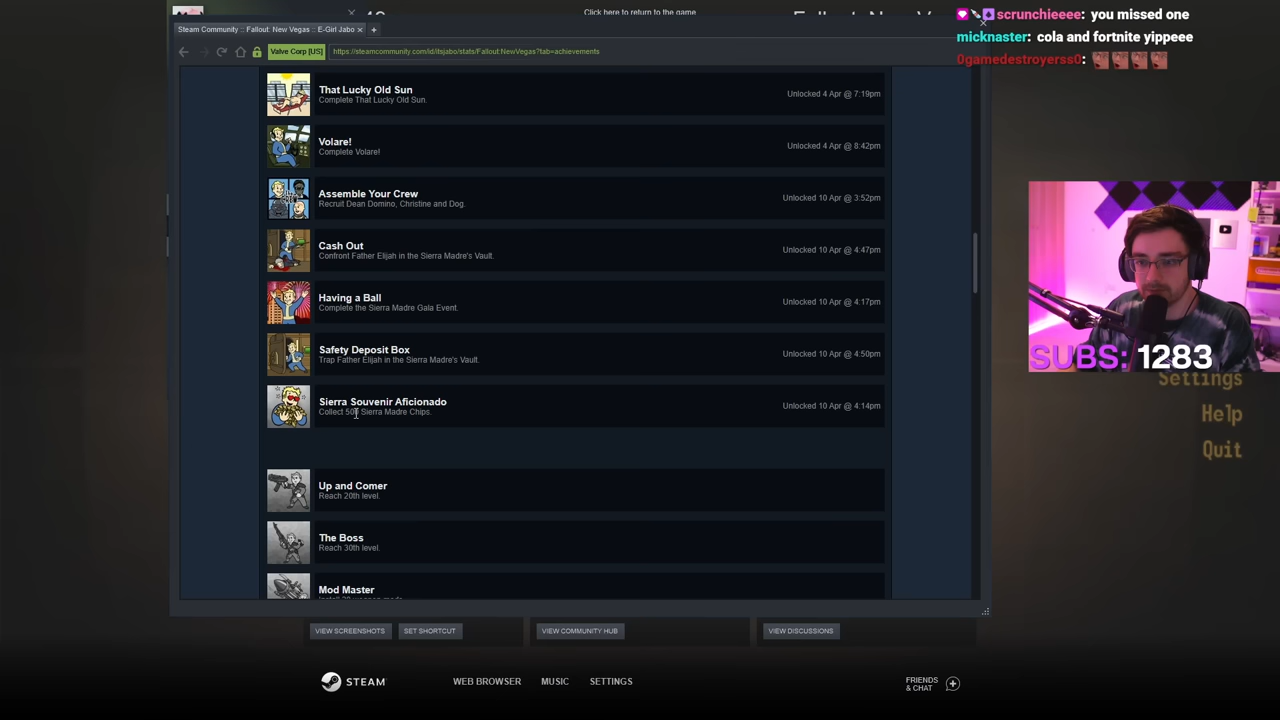 Click here to return to the game
Steam Community :: Fallout: New Vegas :: E-Girl Jabo
Valve Corp [US]
https://steamcommunity.com/id/itsjabo/stats/Fallout:NewVegas?tab=achievements
scrunchieeee: you missed one
micknaster: cola and fortnite yippeee
0gamedestroyerss0:
That Lucky Old Sun
Complete That Lucky Old Sun.
Unlocked 4 Apr @ 7:19pm
Volare!
Complete Volare!
Unlocked 4 Apr @ 8:42pm
Assemble Your Crew
Recruit Dean Domino, Christine and Dog.
Unlocked 10 Apr @ 3:52pm
Cash Out
Confront Father Elijah in the Sierra Madre's Vault.
Unlocked 10 Apr @ 4:47pm
Having a Ball
Complete the Sierra Madre Gala Event.
Unlocked 10 Apr @ 4:17pm
Safety Deposit Box
Trap Father Elijah in the Sierra Madre's Vault.
Unlocked 10 Apr @ 4:50pm
Sierra Souvenir Aficionado
Collect 500 Sierra Madre Chips.
Unlocked 10 Apr @ 4:14pm
Up and Comer
Reach 20th level.
The Boss
Reach 30th level.
Mod Master
SUBS: 1283
Settings
Help
Quit
VIEW SCREENSHOTS
SET SHORTCUT
VIEW COMMUNITY HUB
VIEW DISCUSSIONS
STEAM
WEB BROWSER
MUSIC
SETTINGS
FRIENDS
& CHAT